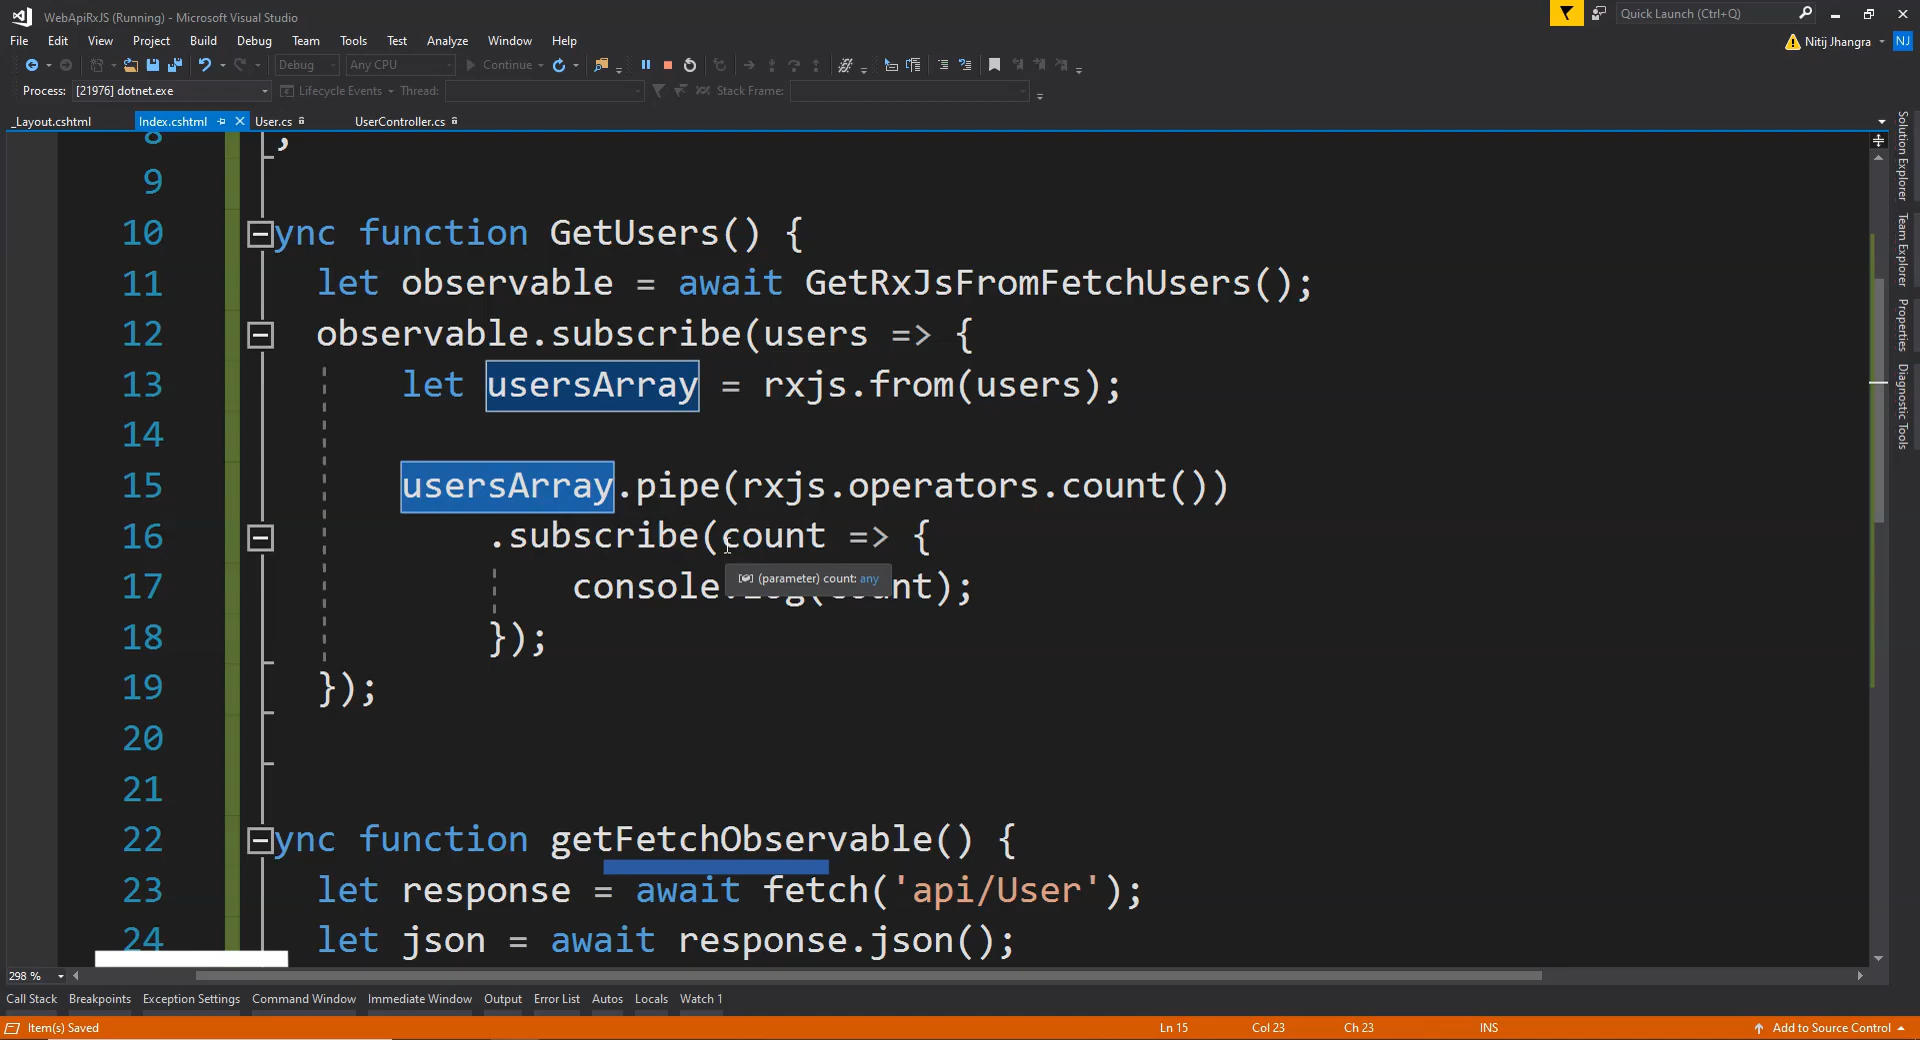 WebApiRxJS (Running) - Microsoft Visual Studio
Quick Launch (Ctrl+Q)
File Edit View Project Build Debug Team Tools Test Analyze Window Help
Nitij Jhangra NJ
Debug Any CPU Continue
Process: [21976] dotnet.exe Lifecycle Events Thread: Stack Frame:
_Layout.cshtml Index.cshtml User.cs UserController.cs
8 ;
9
10 ync function GetUsers() {
11 let observable = await GetRxJsFromFetchUsers();
12 observable.subscribe(users => {
13 let usersArray = rxjs.from(users);
14
15 usersArray.pipe(rxjs.operators.count())
16 .subscribe(count => {
(parameter) count: any
17 console.log(count);
18 });
19 });
20
21
22 ync function getFetchObservable() {
23 let response = await fetch('api/User');
24 let json = await response.json();
Solution Explorer
Team Explorer
Properties
Diagnostic Tools
298 %
Call Stack Breakpoints Exception Settings Command Window Immediate Window Output Error List Autos Locals Watch 1
Item(s) Saved Ln 15 Col 23 Ch 23 INS Add to Source Control